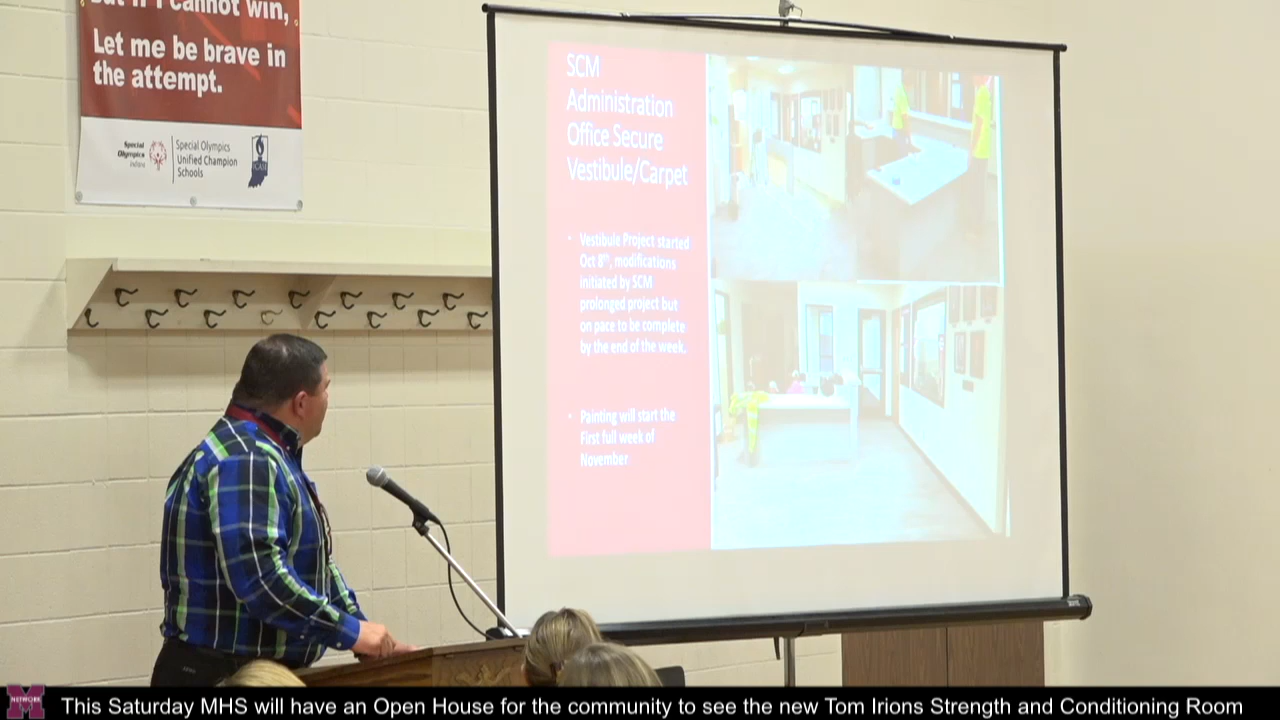 But if I cannot win,
Let me be brave in
the attempt.
Special
Olympics
Indiana
Special Olympics
Unified Champion
Schools
IHSAA
SCM
Administration
Office Secure
Vestibule/Carpet
• Vestibule Project started
Oct 8th, modifications
initiated by SCM
prolonged project but
on pace to be complete
by the end of the week.
• Painting will start the
First full week of
November
M
NETWORK
This Saturday MHS will have an Open House for the community to see the new Tom Irions Strength and Conditioning Room